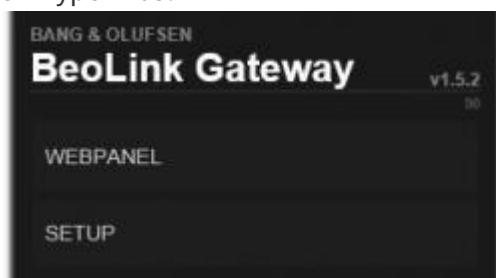 BANG & OLUFSEN
BeoLink Gateway
v1.5.2
WEBPANEL
SETUP